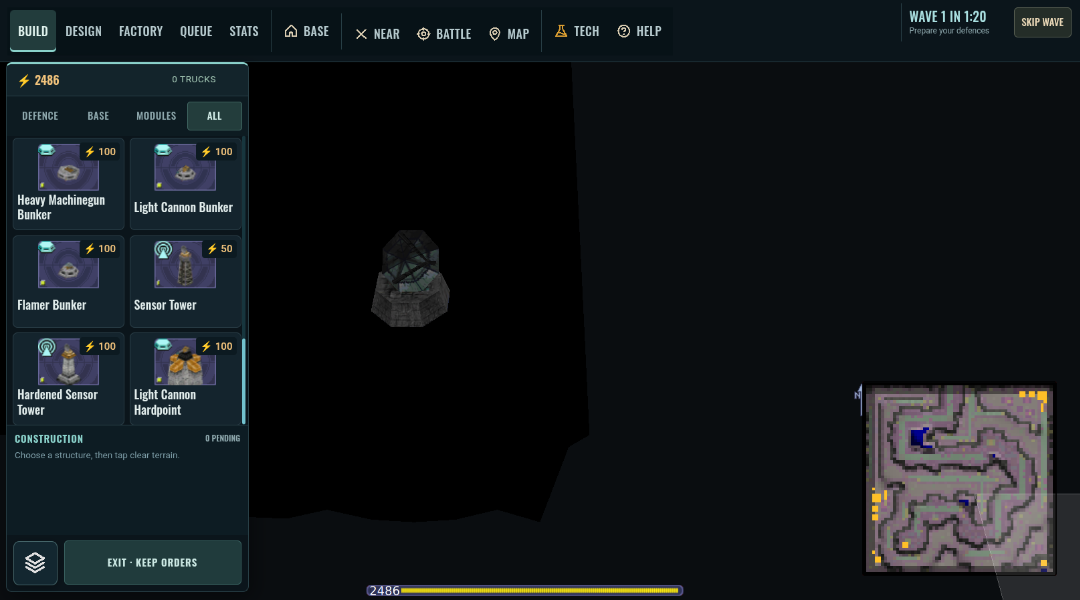 BUILD DESIGN FACTORY QUEUE STATS BASE NEAR BATTLE MAP TECH HELP
WAVE 1 IN 1:20
Prepare your defences
SKIP WAVE
2486
0 TRUCKS
DEFENCE BASE MODULES ALL
100
Heavy Machinegun
Bunker
100
Light Cannon Bunker
100
Flamer Bunker
50
Sensor Tower
100
Hardened Sensor
Tower
100
Light Cannon
Hardpoint
CONSTRUCTION
0 PENDING
Choose a structure, then tap clear terrain.
EXIT - KEEP ORDERS
2486
N